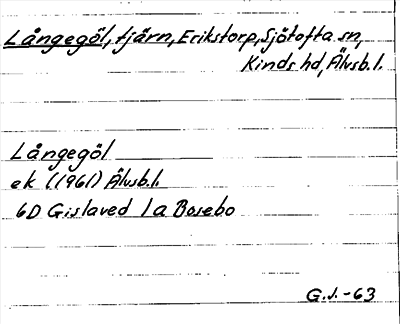 Långegöl, tjärn, Erikstorp, Sjötofta sn,
Kinds hd, Älvsb.l.
Långegöl
ek (1961) Älvsb.l.
6D Gislaved 1a Bosebo
G.J.-63